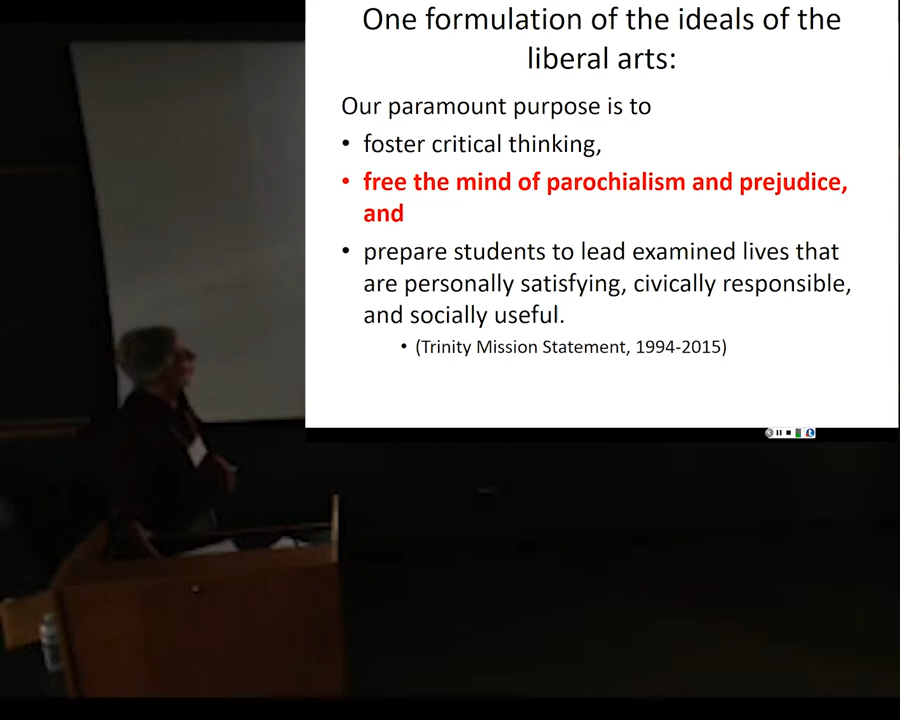 One formulation of the ideals of the
liberal arts:
Our paramount purpose is to
• foster critical thinking,
• free the mind of parochialism and prejudice,
and
• prepare students to lead examined lives that
are personally satisfying, civically responsible,
and socially useful.
• (Trinity Mission Statement, 1994-2015)